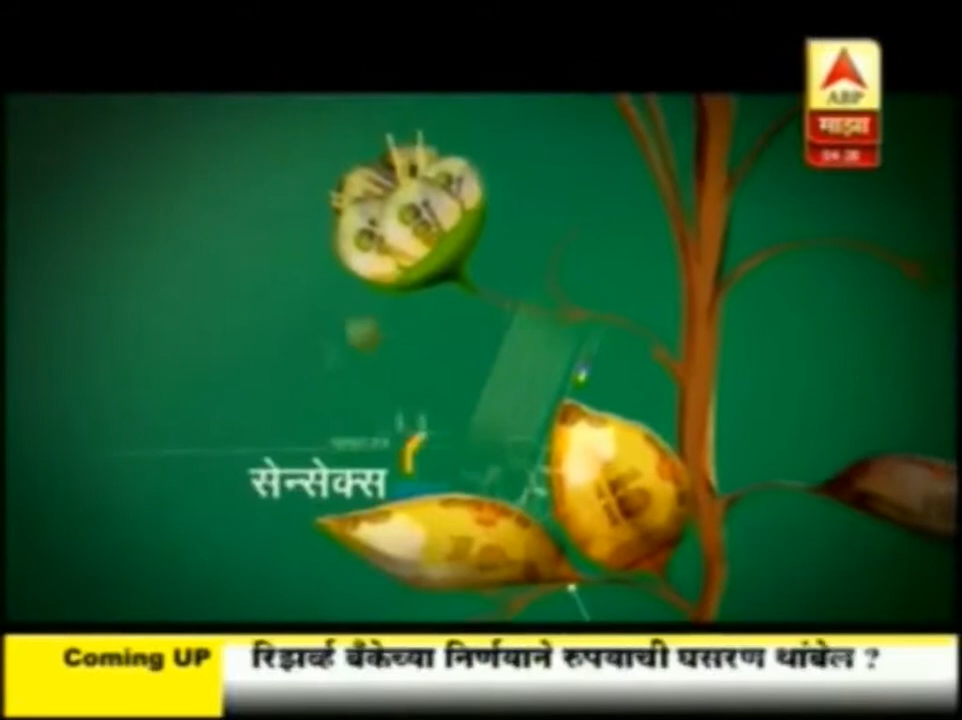 ABP
माझा
सेन्सेक्स
Coming UP
रिझर्व्ह बँकेच्या निर्णयाने रुपयाची घसरण थांबेल ?